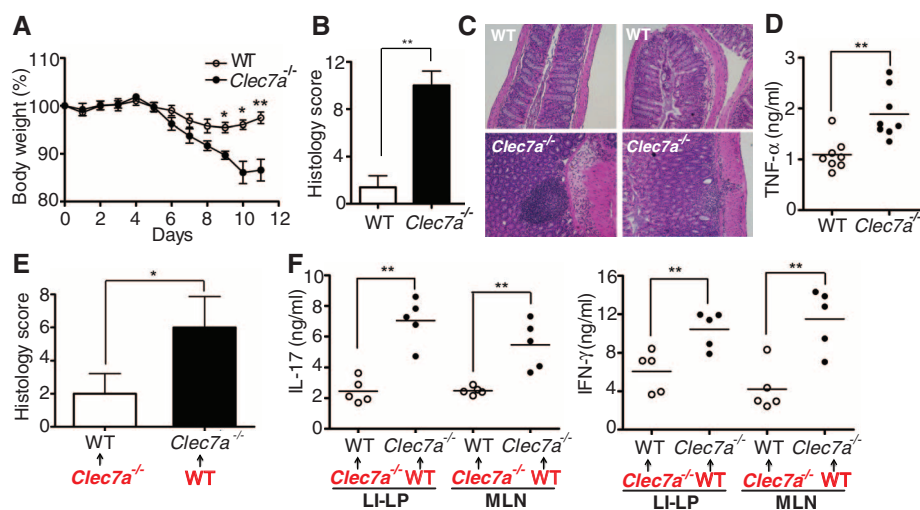 A
WT
Clec7a-/-
Body weight (%)
100
90
80
* * **
0 2 4 6 8 10 12
Days
B
**
Histology score
12
8
4
0
WT Clec7a-/-
C
WT WT
Clec7a-/- Clec7a-/-
D
**
TNF-α (ng/ml)
3
2
1
0
WT Clec7a-/-
E
*
Histology score
8
6
4
2
0
WT Clec7a-/-
↑ ↑
Clec7a-/- WT
F
IL-17 (ng/ml)
10
8
6
4
2
0
** **
WT Clec7a-/- WT Clec7a-/-
↑ ↑ ↑ ↑
Clec7a-/- WT Clec7a-/- WT
LI-LP MLN
IFN-γ(ng/ml)
16
12
8
4
0
** **
WT Clec7a-/- WT Clec7a-/-
↑ ↑ ↑ ↑
Clec7a-/- WT Clec7a-/- WT
LI-LP MLN